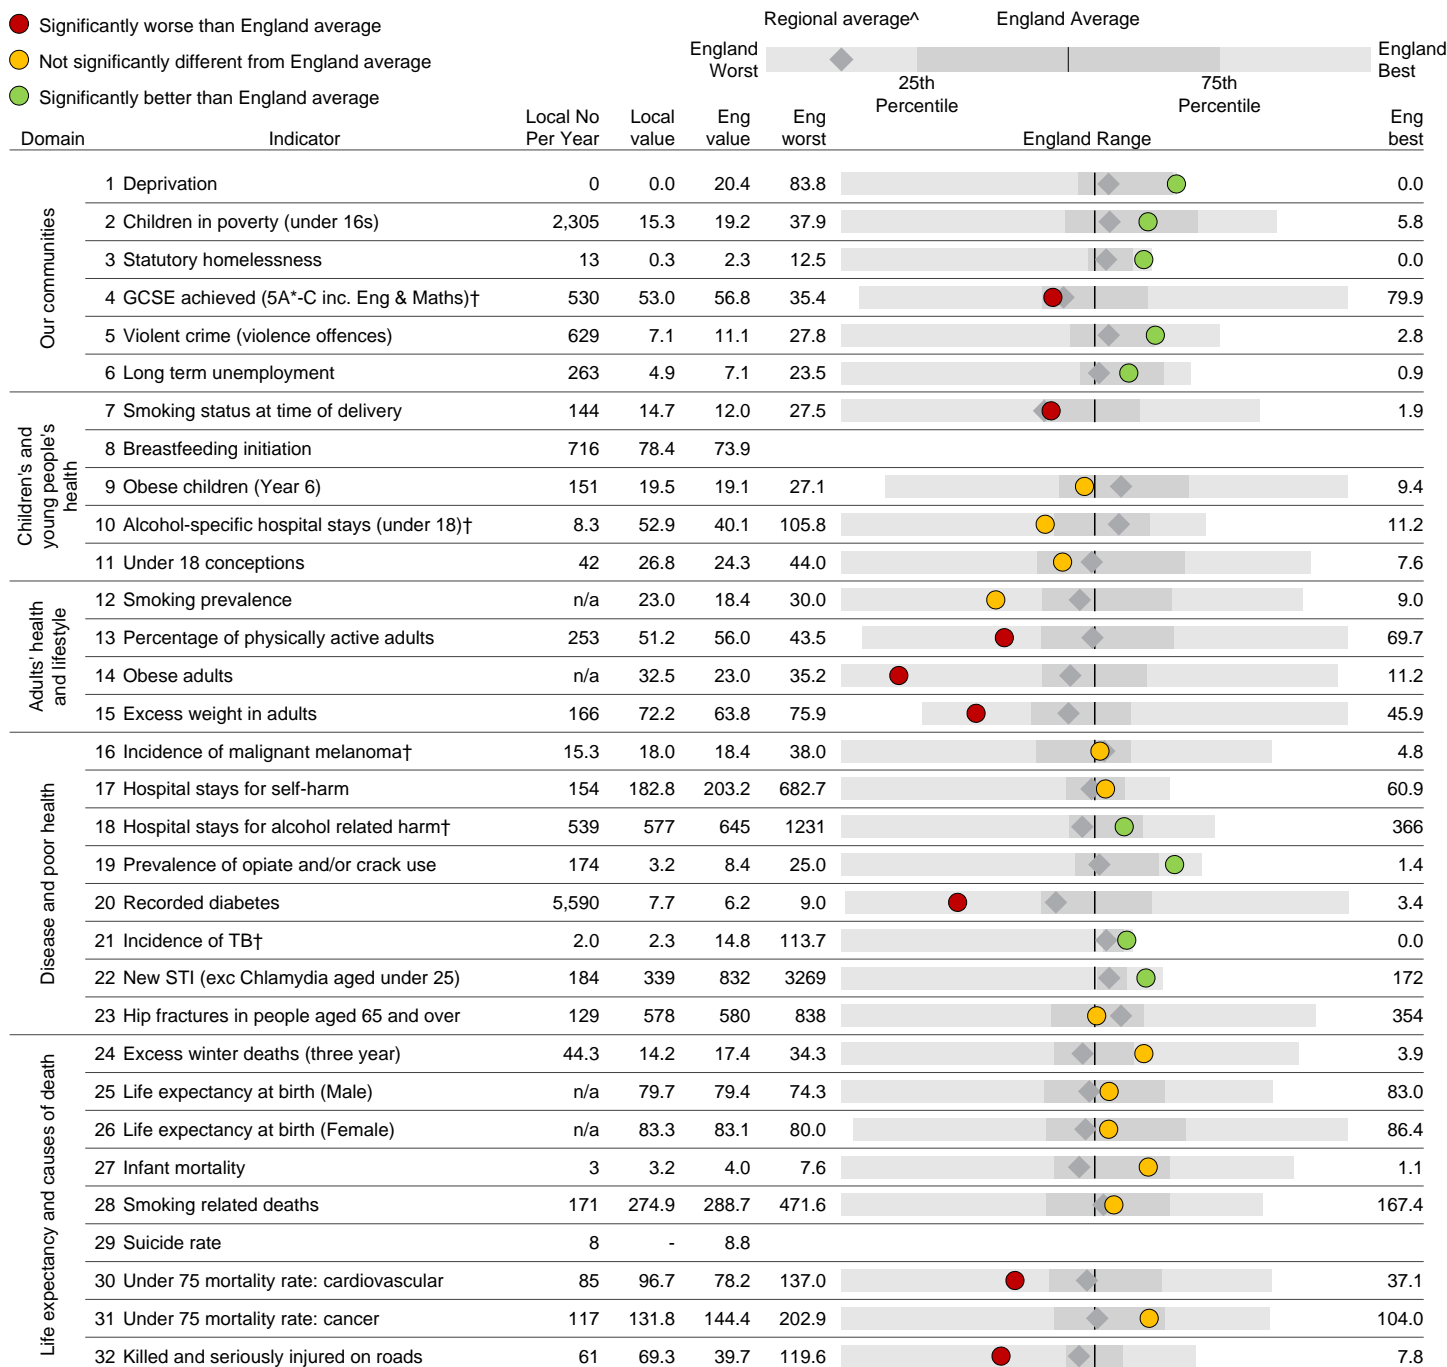 Significantly worse than England average
Not significantly different from England average
Significantly better than England average
Regional average^ England Average
England Worst England Best
25th Percentile 75th Percentile
Domain Indicator Local No Per Year Local value Eng value Eng worst England Range Eng best
Our communities
1 Deprivation 0 0.0 20.4 83.8 0.0
2 Children in poverty (under 16s) 2,305 15.3 19.2 37.9 5.8
3 Statutory homelessness 13 0.3 2.3 12.5 0.0
4 GCSE achieved (5A*-C inc. Eng & Maths)† 530 53.0 56.8 35.4 79.9
5 Violent crime (violence offences) 629 7.1 11.1 27.8 2.8
6 Long term unemployment 263 4.9 7.1 23.5 0.9
Children's and young people's health
7 Smoking status at time of delivery 144 14.7 12.0 27.5 1.9
8 Breastfeeding initiation 716 78.4 73.9
9 Obese children (Year 6) 151 19.5 19.1 27.1 9.4
10 Alcohol-specific hospital stays (under 18)† 8.3 52.9 40.1 105.8 11.2
11 Under 18 conceptions 42 26.8 24.3 44.0 7.6
Adults' health and lifestyle
12 Smoking prevalence n/a 23.0 18.4 30.0 9.0
13 Percentage of physically active adults 253 51.2 56.0 43.5 69.7
14 Obese adults n/a 32.5 23.0 35.2 11.2
15 Excess weight in adults 166 72.2 63.8 75.9 45.9
Disease and poor health
16 Incidence of malignant melanoma† 15.3 18.0 18.4 38.0 4.8
17 Hospital stays for self-harm 154 182.8 203.2 682.7 60.9
18 Hospital stays for alcohol related harm† 539 577 645 1231 366
19 Prevalence of opiate and/or crack use 174 3.2 8.4 25.0 1.4
20 Recorded diabetes 5,590 7.7 6.2 9.0 3.4
21 Incidence of TB† 2.0 2.3 14.8 113.7 0.0
22 New STI (exc Chlamydia aged under 25) 184 339 832 3269 172
23 Hip fractures in people aged 65 and over 129 578 580 838 354
Life expectancy and causes of death
24 Excess winter deaths (three year) 44.3 14.2 17.4 34.3 3.9
25 Life expectancy at birth (Male) n/a 79.7 79.4 74.3 83.0
26 Life expectancy at birth (Female) n/a 83.3 83.1 80.0 86.4
27 Infant mortality 3 3.2 4.0 7.6 1.1
28 Smoking related deaths 171 274.9 288.7 471.6 167.4
29 Suicide rate 8 - 8.8
30 Under 75 mortality rate: cardiovascular 85 96.7 78.2 137.0 37.1
31 Under 75 mortality rate: cancer 117 131.8 144.4 202.9 104.0
32 Killed and seriously injured on roads 61 69.3 39.7 119.6 7.8